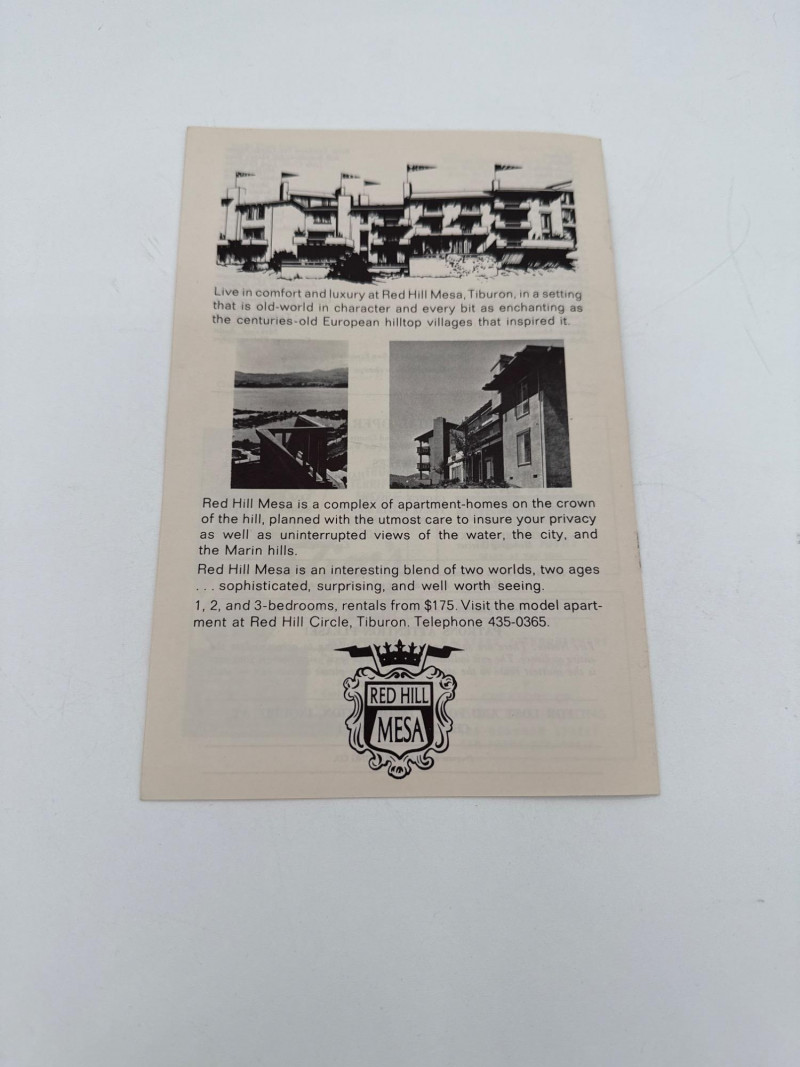 Live in comfort and luxury at Red Hill Mesa, Tiburon, in a setting
that is old-world in character and every bit as enchanting as
the centuries-old European hilltop villages that inspired it.
Red Hill Mesa is a complex of apartment-homes on the crown
of the hill, planned with the utmost care to insure your privacy
as well as uninterrupted views of the water, the city, and
the Marin hills.
Red Hill Mesa is an interesting blend of two worlds, two ages
. . . sophisticated, surprising, and well worth seeing.
1, 2, and 3-bedrooms, rentals from $175. Visit the model apart-
ment at Red Hill Circle, Tiburon. Telephone 435-0365.
RED HILL
MESA